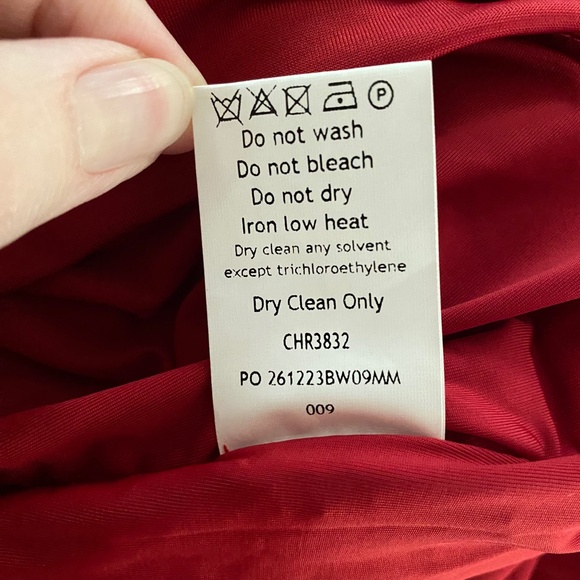 P
Do not wash
Do not bleach
Do not dry
Iron low heat
Dry clean any solvent
except trichloroethylene
Dry Clean Only
CHR3832
PO 261223BW09MM
009